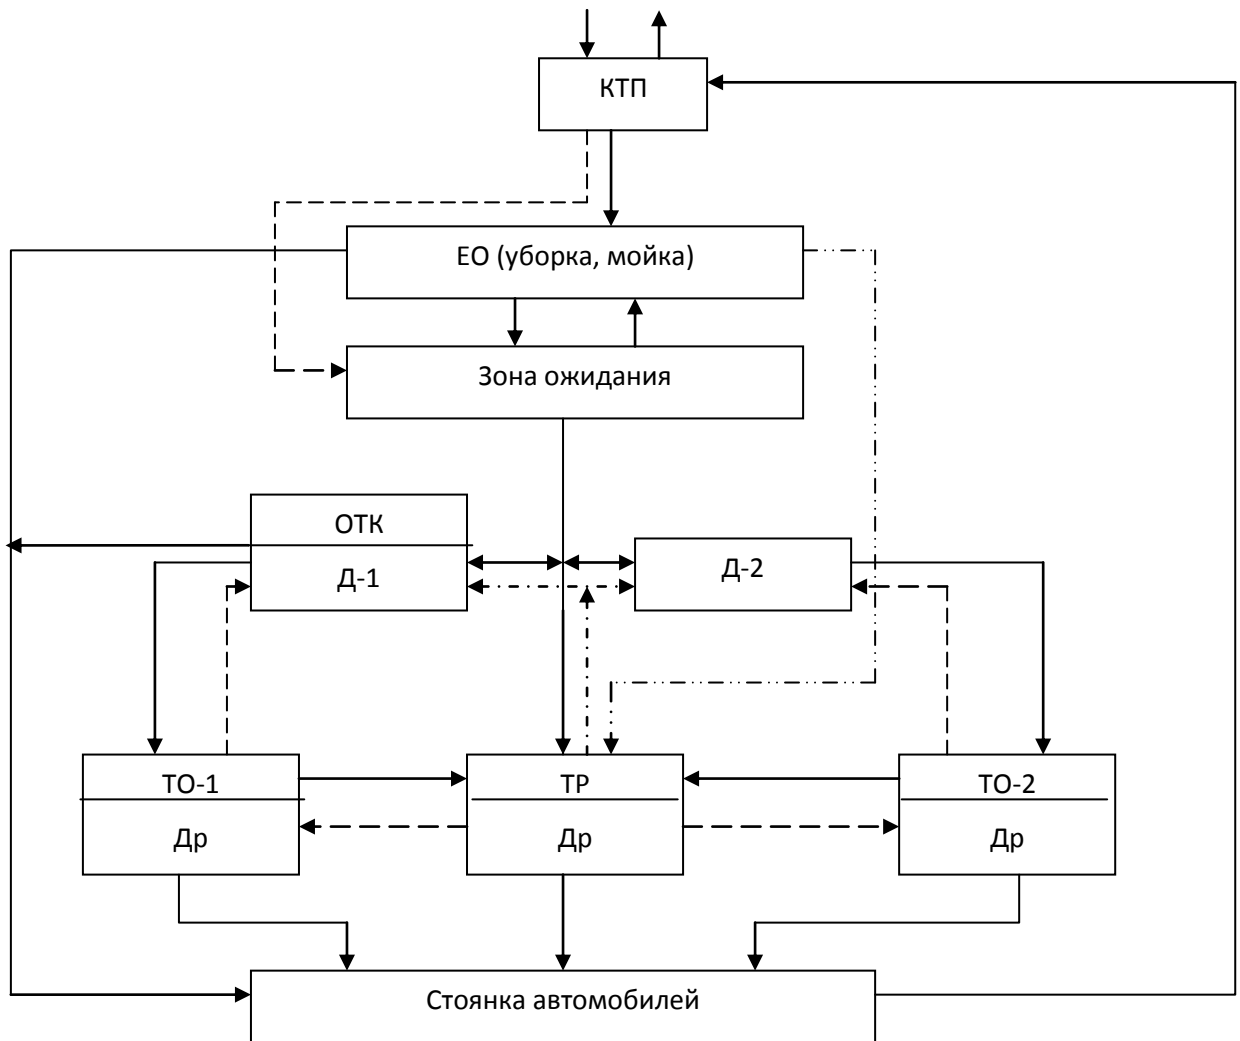 КТП
ЕО (уборка, мойка)
Зона ожидания
ОТК
Д-1
Д-2
ТО-1
Др
ТР
Др
ТО-2
Др
Стоянка автомобилей